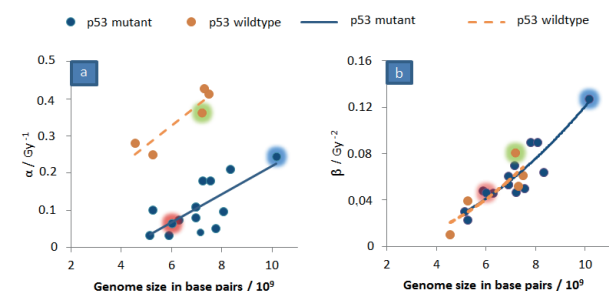 p53 mutant p53 wildtype p53 mutant p53 wildtype
a
0.5
0.4
0.3
0.2
0.1
0
α / Gy⁻¹
2 4 6 8 10
Genome size in base pairs / 10⁹
b
0.16
0.12
0.08
0.04
0
β / Gy⁻²
2 4 6 8 10
Genome size in base pairs / 10⁹